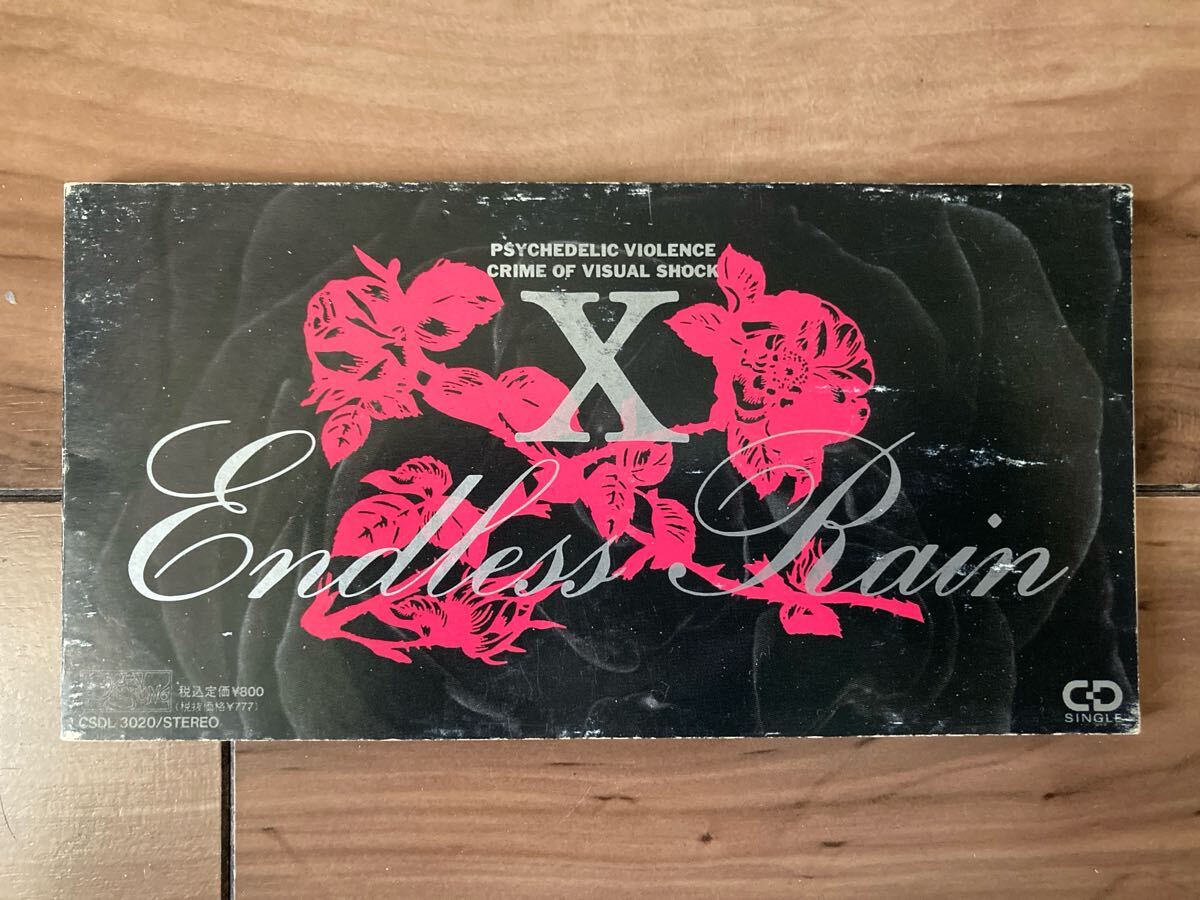 PSYCHEDELIC VIOLENCE
CRIME OF VISUAL SHOCK
X
Endless Rain
税込定価¥800
(税抜価格¥777)
CSDL 3020/STEREO
CD
SINGLE